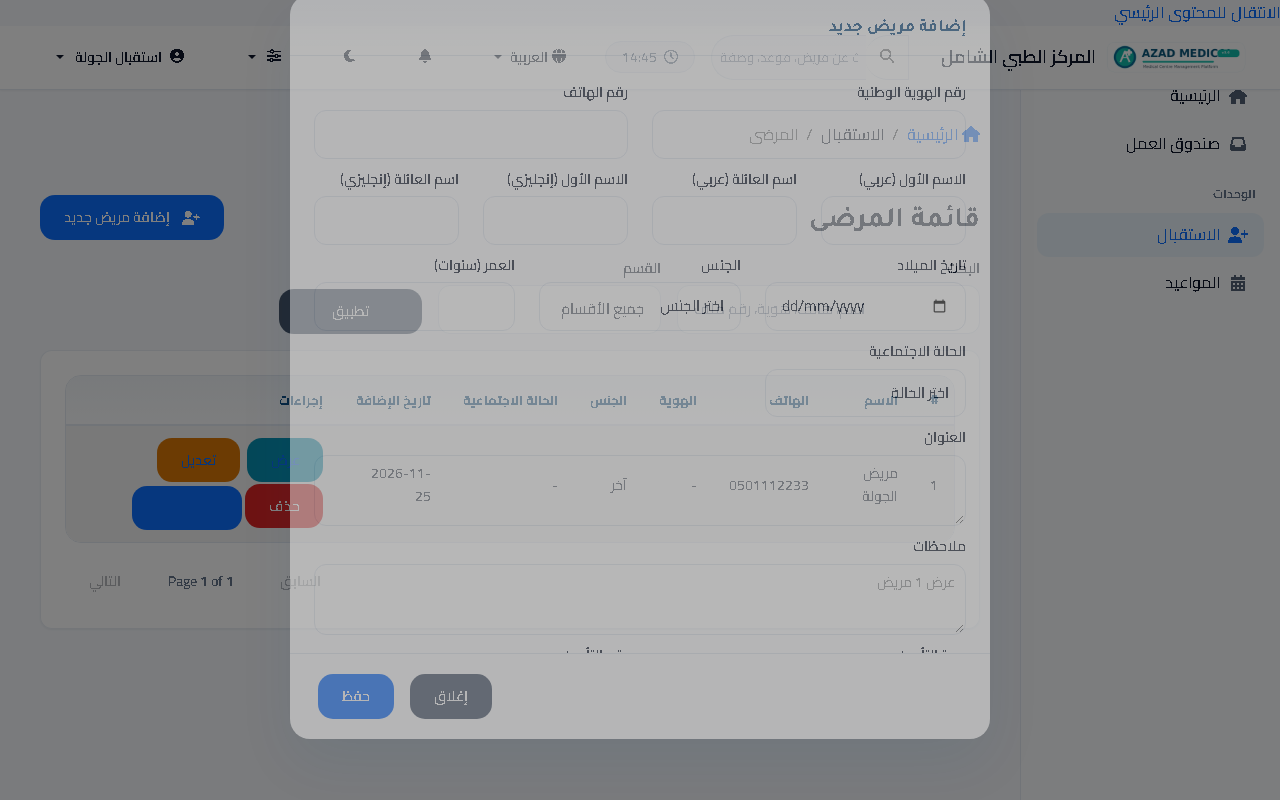 الانتقال للمحتوى الرئيسي
AZAD MEDIC
Medical Center Management Platform
المركز الطبي الشامل
14:45
العربية
استقبال الجولة
الرئيسية
صندوق العمل
الوحدات
الاستقبال
المواعيد
الرئيسية / الاستقبال / المرضى
قائمة المرضى
إضافة مريض جديد
القسم
جميع الأقسام
تطبيق
# الاسم الهاتف الهوية الجنس الحالة الاجتماعية تاريخ الإضافة إجراءات
1 مريض الجولة 0501112233 - آخر - 2026-11-25
تعديل
حذف
عرض 1 مريض
السابق Page 1 of 1 التالي
إضافة مريض جديد
رقم الهوية الوطنية
رقم الهاتف
الاسم الأول (عربي)
اسم العائلة (عربي)
الاسم الأول (إنجليزي)
اسم العائلة (إنجليزي)
تاريخ الميلاد
dd/mm/yyyy
الجنس
اختر الجنس
العمر (سنوات)
الحالة الاجتماعية
اختر الحالة
العنوان
ملاحظات
إغلاق
حفظ